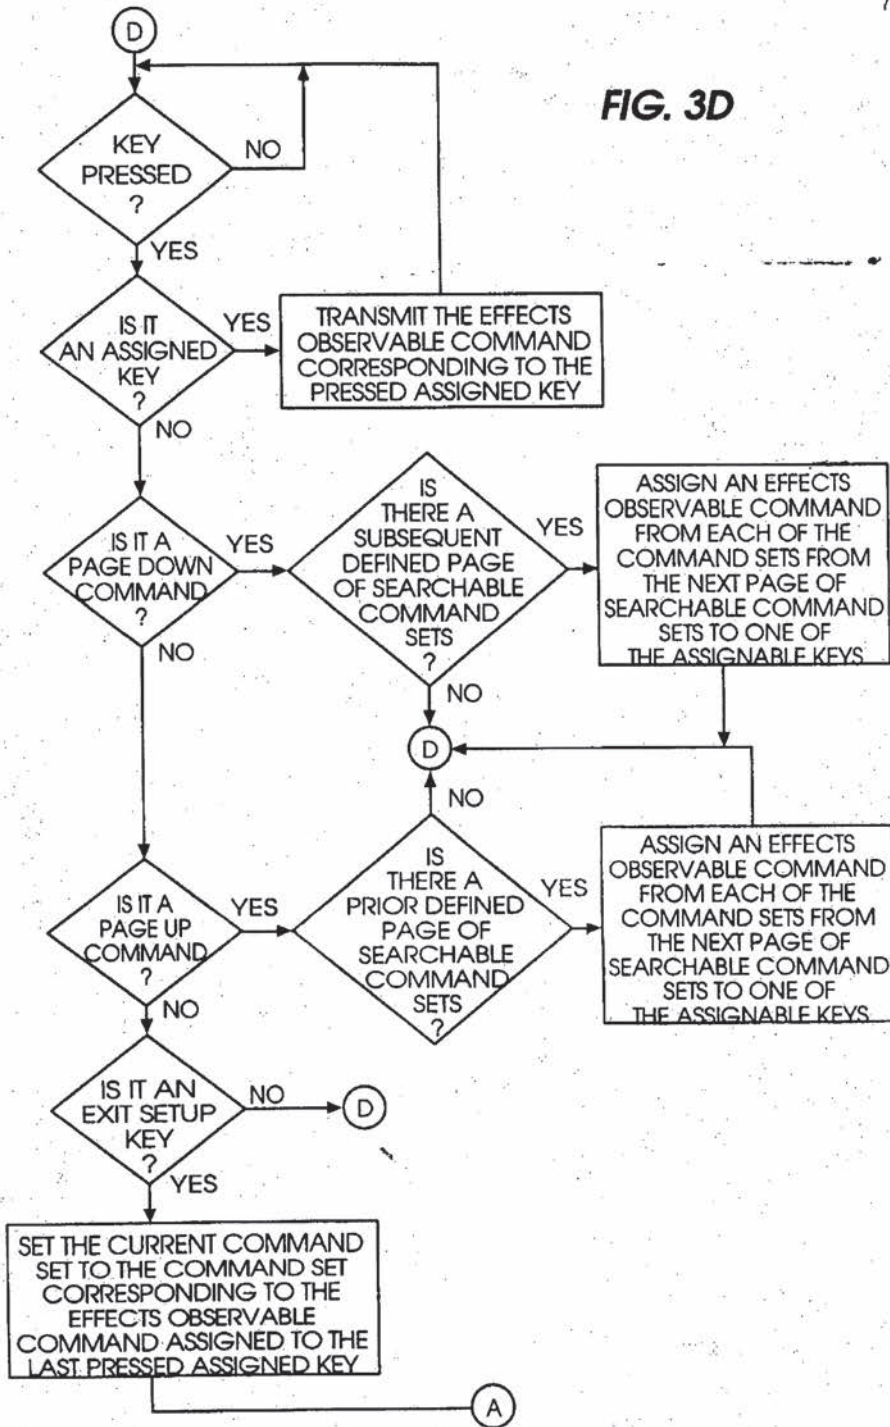 D
FIG. 3D
KEY
PRESSED
?
NO
YES
IS IT
AN ASSIGNED
KEY
?
YES
NO
TRANSMIT THE EFFECTS
OBSERVABLE COMMAND
CORRESPONDING TO THE
PRESSED ASSIGNED KEY
IS IT A
PAGE DOWN
COMMAND
?
YES
NO
IS
THERE A
SUBSEQUENT
DEFINED PAGE
OF SEARCHABLE
COMMAND
SETS
?
YES
NO
ASSIGN AN EFFECTS
OBSERVABLE COMMAND
FROM EACH OF THE
COMMAND SETS FROM
THE NEXT PAGE OF
SEARCHABLE COMMAND
SETS TO ONE OF
THE ASSIGNABLE KEYS
D
IS IT A
PAGE UP
COMMAND
?
YES
NO
NO
IS
THERE A
PRIOR DEFINED
PAGE OF
SEARCHABLE
COMMAND
SETS
?
YES
ASSIGN AN EFFECTS
OBSERVABLE COMMAND
FROM EACH OF THE
COMMAND SETS FROM
THE NEXT PAGE OF
SEARCHABLE COMMAND
SETS TO ONE OF
THE ASSIGNABLE KEYS
IS IT AN
EXIT SETUP
KEY
?
NO
D
YES
SET THE CURRENT COMMAND
SET TO THE COMMAND SET
CORRESPONDING TO THE
EFFECTS OBSERVABLE
COMMAND ASSIGNED TO THE
LAST PRESSED ASSIGNED KEY
A